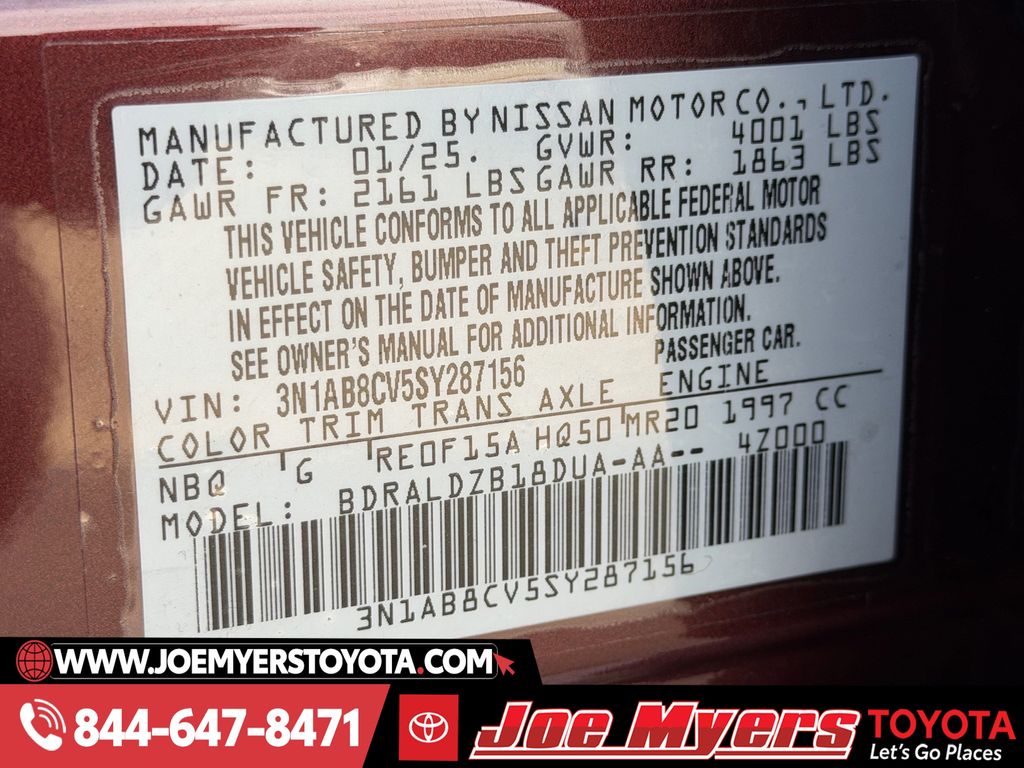 MANUFACTURED BY NISSAN MOTOR CO., LTD.
DATE: 01/25. GVWR: 4001 LBS
GAWR FR: 2161 LBS GAWR RR: 1863 LBS
THIS VEHICLE CONFORMS TO ALL APPLICABLE FEDERAL MOTOR
VEHICLE SAFETY, BUMPER AND THEFT PREVENTION STANDARDS
IN EFFECT ON THE DATE OF MANUFACTURE SHOWN ABOVE.
SEE OWNER'S MANUAL FOR ADDITIONAL INFORMATION.
VIN: 3N1AB8CV5SY287156 PASSENGER CAR.
COLOR TRIM TRANS AXLE ENGINE
NBQ G RE0F15A HQ50 MR20 1997 CC
MODEL: BDRALDZB18DUA-AA-- 4Z000
3N1AB8CV5SY287156
WWW.JOEMYERSTOYOTA.COM
844-647-8471
Joe Myers TOYOTA
Let's Go Places